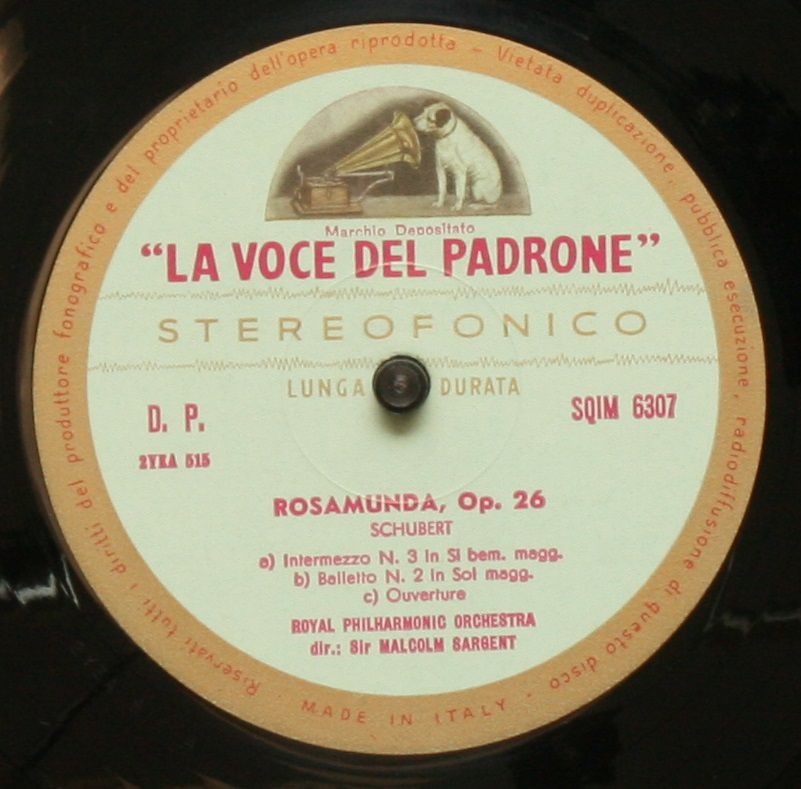 Riservati tutti i diritti del produttore fonografico e del proprietario dell'opera riprodotta - Vietata duplicazione, pubblica esecuzione, radiodiffusione di questo disco ·
Marchio Depositato
“LA VOCE DEL PADRONE”
STEREOFONICO
LUNGA DURATA
D. P.
SQIM 6307
2YEA 515
ROSAMUNDA, Op. 26
SCHUBERT
a) Intermezzo N. 3 in Si bem. magg.
b) Balletto N. 2 in Sol magg.
c) Ouverture
ROYAL PHILHARMONIC ORCHESTRA
dir.: Sir MALCOLM SARGENT
MADE IN ITALY